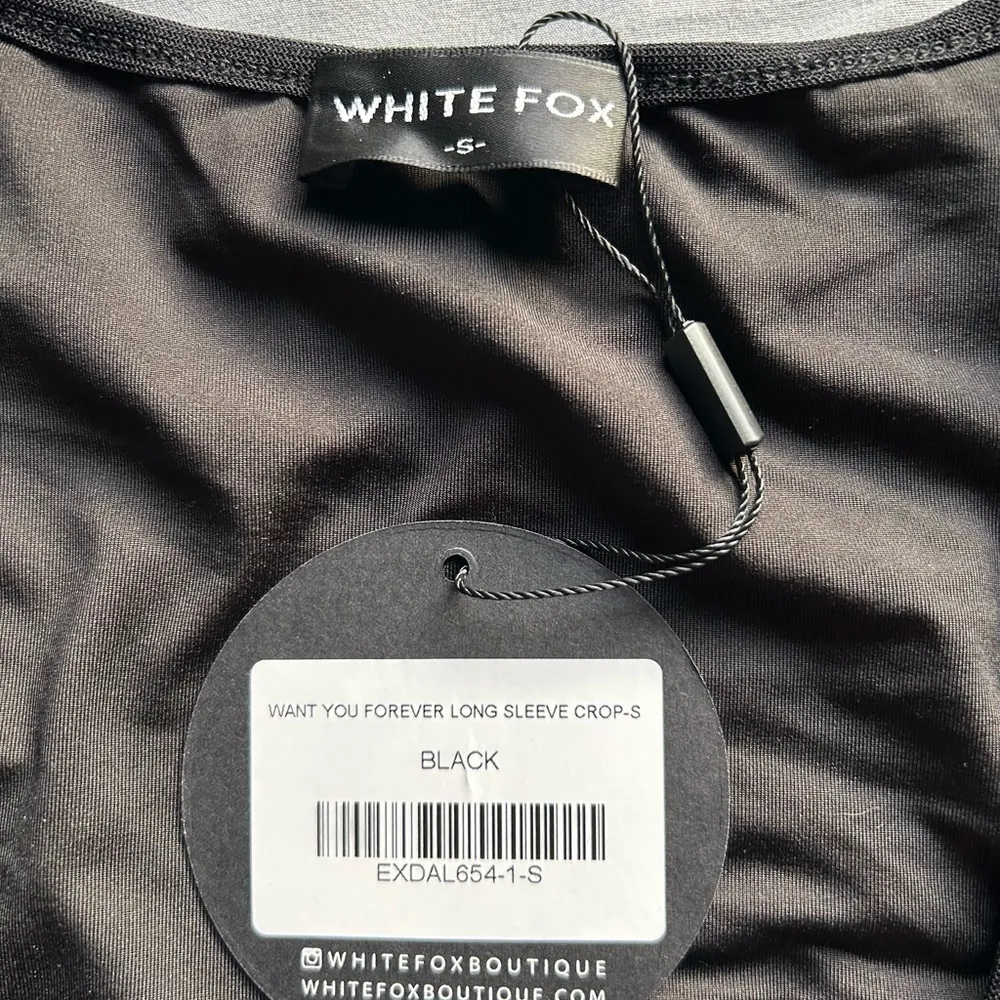 WHITE FOX
-S-
WANT YOU FOREVER LONG SLEEVE CROP-S
BLACK
EXDAL654-1-S
WHITEFOXBOUTIQUE
WHITEFOXBOUTIQUE.COM